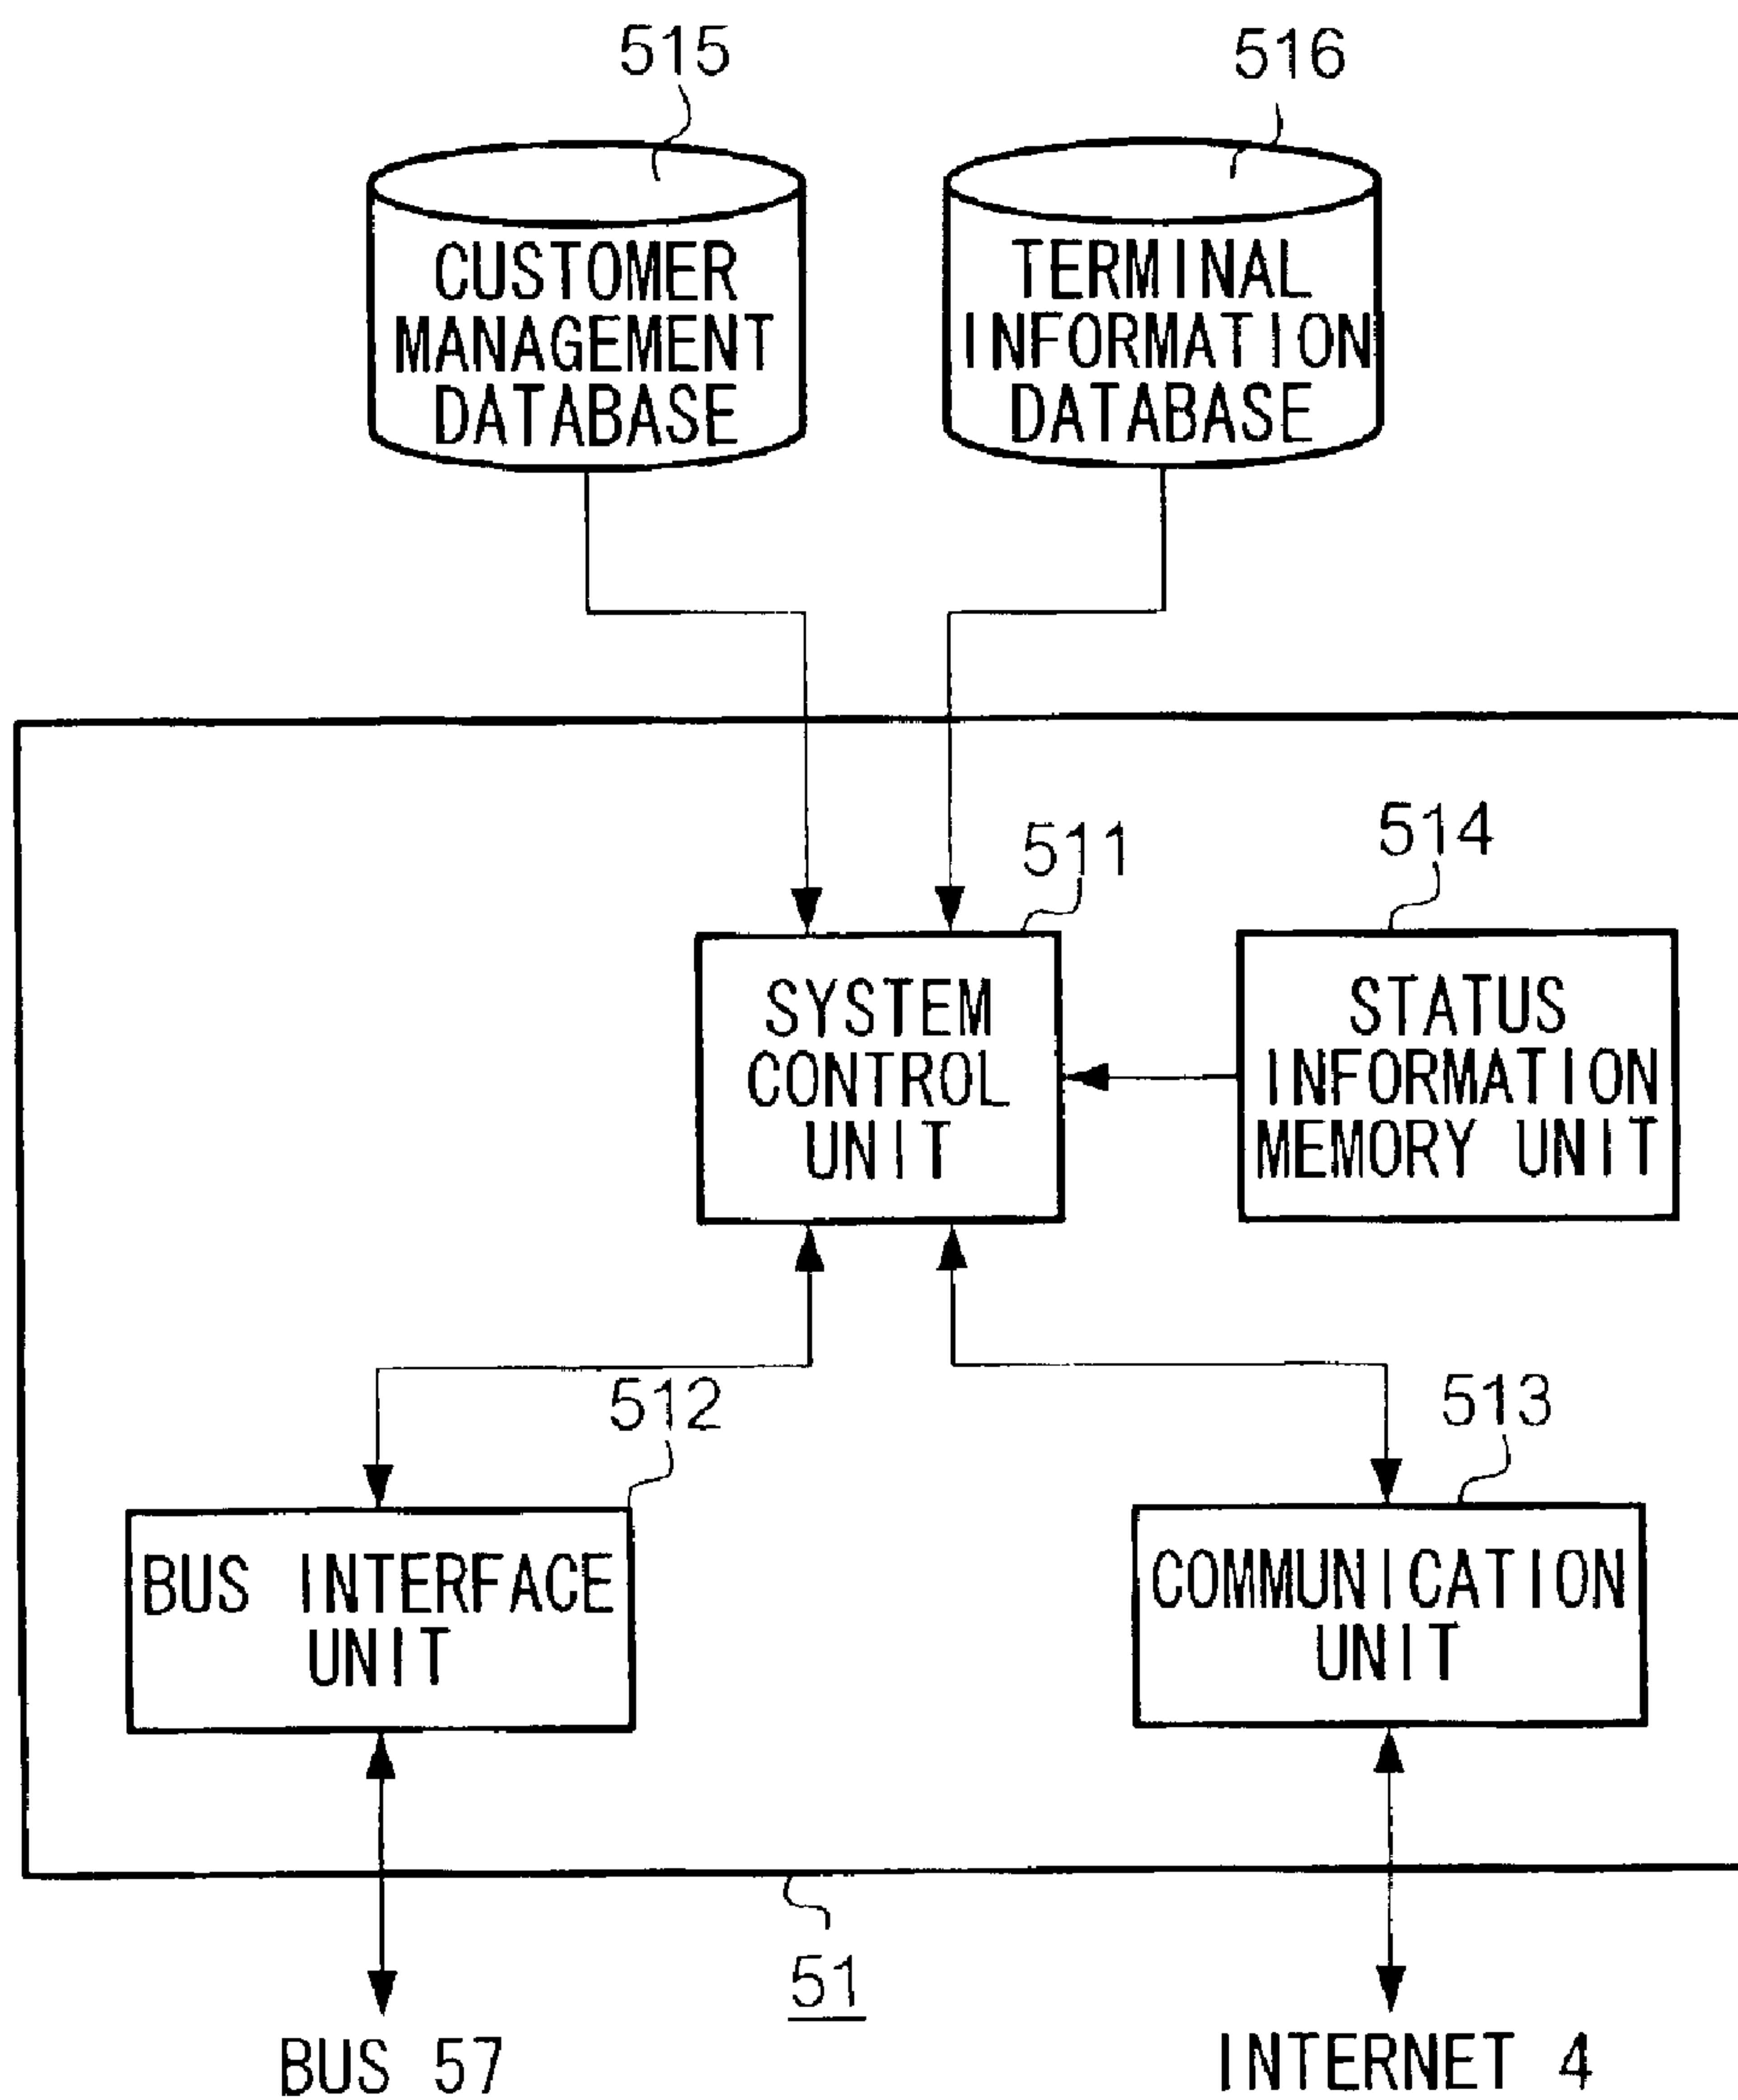 515
516
CUSTOMER
MANAGEMENT
DATABASE
TERMINAL
INFORMATION
DATABASE
511
514
SYSTEM
CONTROL
UNIT
STATUS
INFORMATION
MEMORY UNIT
512
513
BUS INTERFACE
UNIT
COMMUNICATION
UNIT
51
BUS 57
INTERNET 4